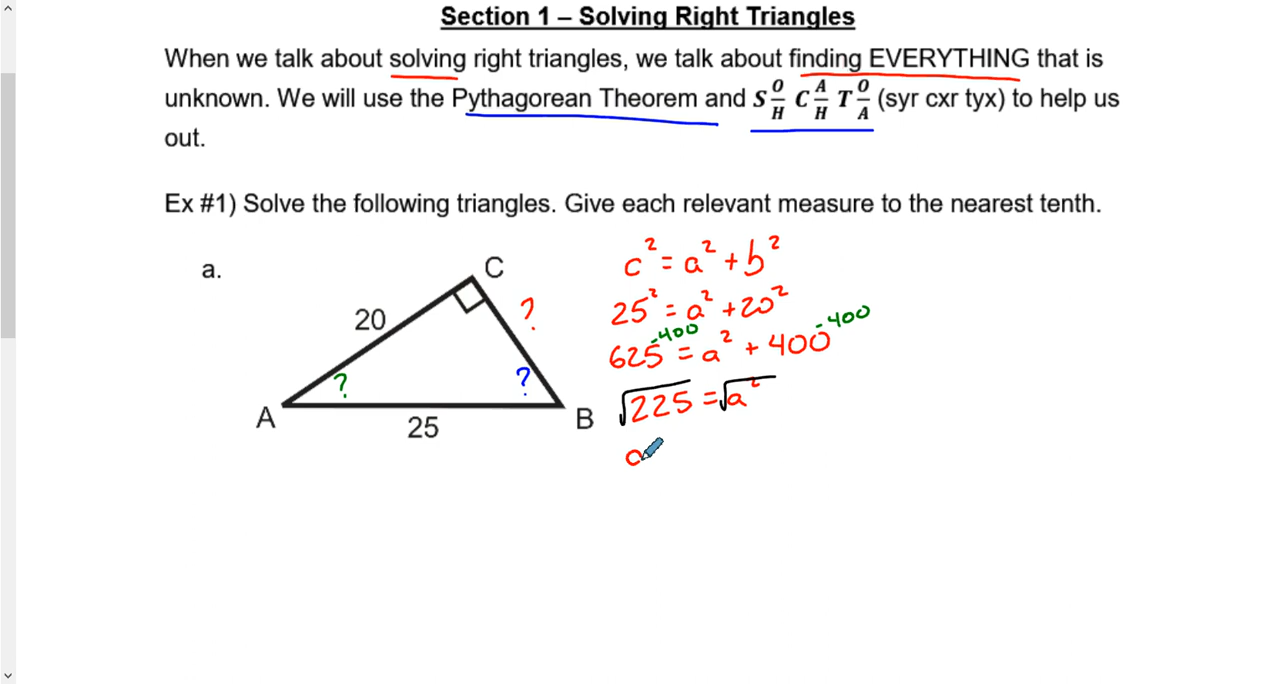 Section 1 – Solving Right Triangles
When we talk about solving right triangles, we talk about finding EVERYTHING that is
unknown. We will use the Pythagorean Theorem and S O/H C A/H T O/A (syr cxr tyx) to help us
out.
Ex #1) Solve the following triangles. Give each relevant measure to the nearest tenth.
a.
C
20
?
?
?
A
25
B
c² = a² + b²
25² = a² + 20²
625 -400 = a² + 400 -400
√225 = √a²
a